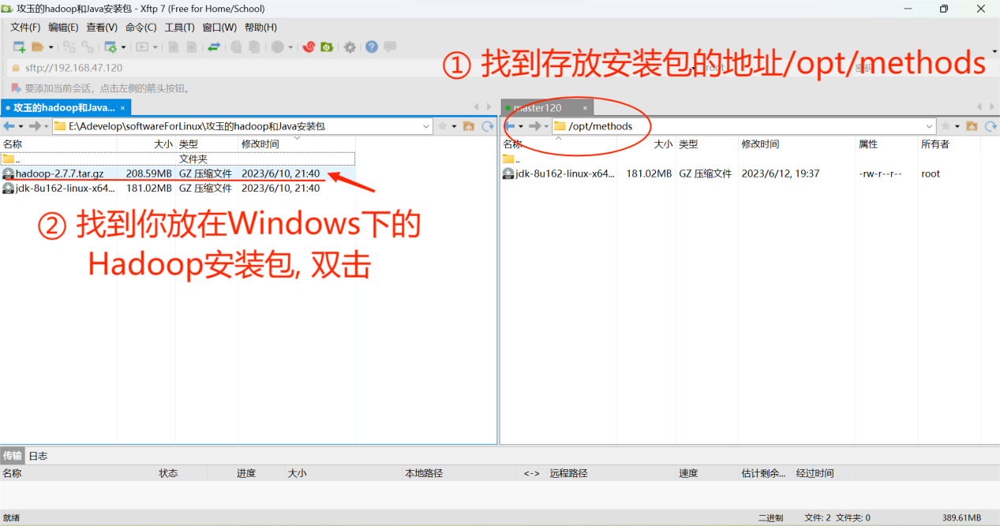 攻玉的hadoop和Java安装包 - Xftp 7 (Free for Home/School)
文件(F) 编辑(E) 查看(V) 命令(C) 工具(T) 窗口(W) 帮助(H)
sftp://192.168.47.120
root
① 找到存放安装包的地址/opt/methods
要添加当前会话，点击左侧的箭头按钮。
攻玉的hadoop和Java... ×
master120 ×
E:\Adevelop\softwareForLinux\攻玉的hadoop和Java安装包
/opt/methods
名称 大小 类型 修改时间
.. 文件夹
hadoop-2.7.7.tar.gz 208.59MB GZ 压缩文件 2023/6/10, 21:40
jdk-8u162-linux-x64... 181.02MB GZ 压缩文件 2023/6/10, 21:40
② 找到你放在Windows下的
Hadoop安装包, 双击
名称 大小 类型 修改时间 属性 所有者
..
jdk-8u162-linux-x64... 181.02MB GZ 压缩文件 2023/6/12, 19:37 -rw-r--r-- root
传输 日志
名称 状态 进度 大小 本地路径 <-> 远程路径 速度 估计剩余... 经过时间
就绪 二进制 文件: 2 文件夹: 0 389.61MB